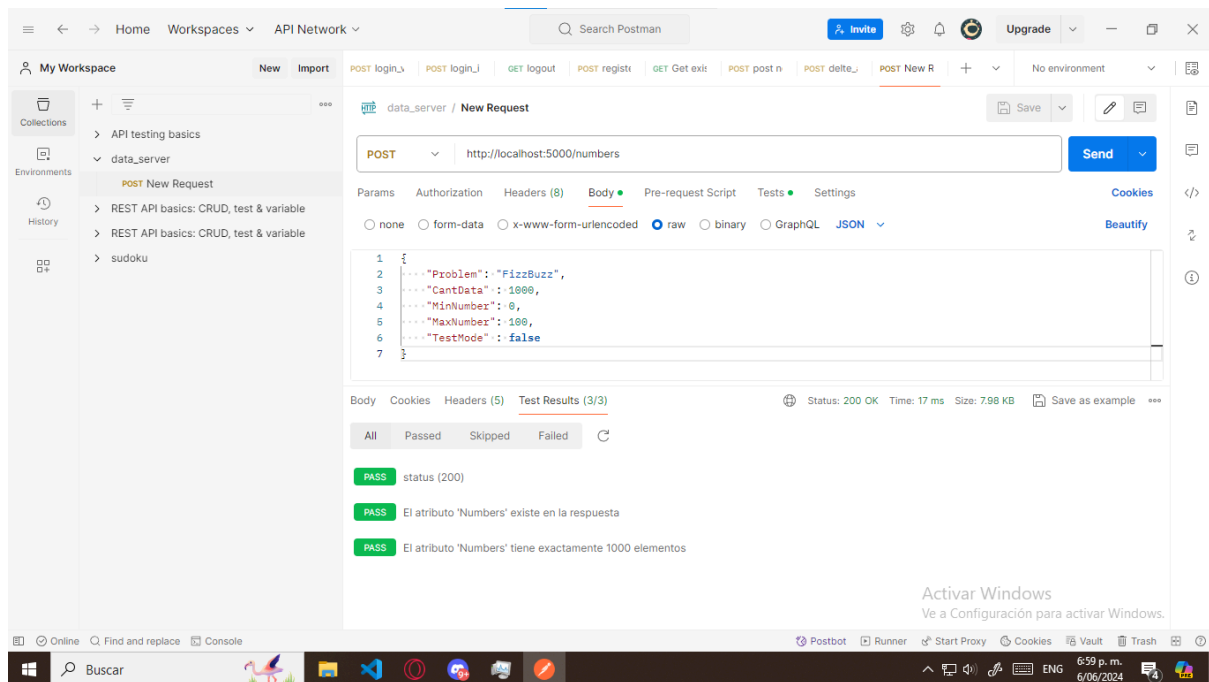 Home Workspaces API Network Search Postman Invite Upgrade
My Workspace New Import POST login_v POST login_i GET logout POST registe GET Get exis POST post n POST delte_ POST New R No environment
Collections
Environments
History
API testing basics
data_server
POST New Request
REST API basics: CRUD, test & variable
REST API basics: CRUD, test & variable
sudoku
HTTP data_server / New Request Save
POST http://localhost:5000/numbers Send
Params Authorization Headers (8) Body Pre-request Script Tests Settings Cookies
none form-data x-www-form-urlencoded raw binary GraphQL JSON Beautify
1 {
2 "Problem": "FizzBuzz",
3 "CantData" : 1000,
4 "MinNumber": 0,
5 "MaxNumber": 100,
6 "TestMode" : false
7 }
Body Cookies Headers (5) Test Results (3/3) Status: 200 OK Time: 17 ms Size: 7.98 KB Save as example
All Passed Skipped Failed
PASS status (200)
PASS El atributo 'Numbers' existe en la respuesta
PASS El atributo 'Numbers' tiene exactamente 1000 elementos
Activar Windows
Ve a Configuración para activar Windows.
Online Find and replace Console Postbot Runner Start Proxy Cookies Vault Trash
Buscar 9+ ENG 6:59 p. m. 4
6/06/2024 PRE